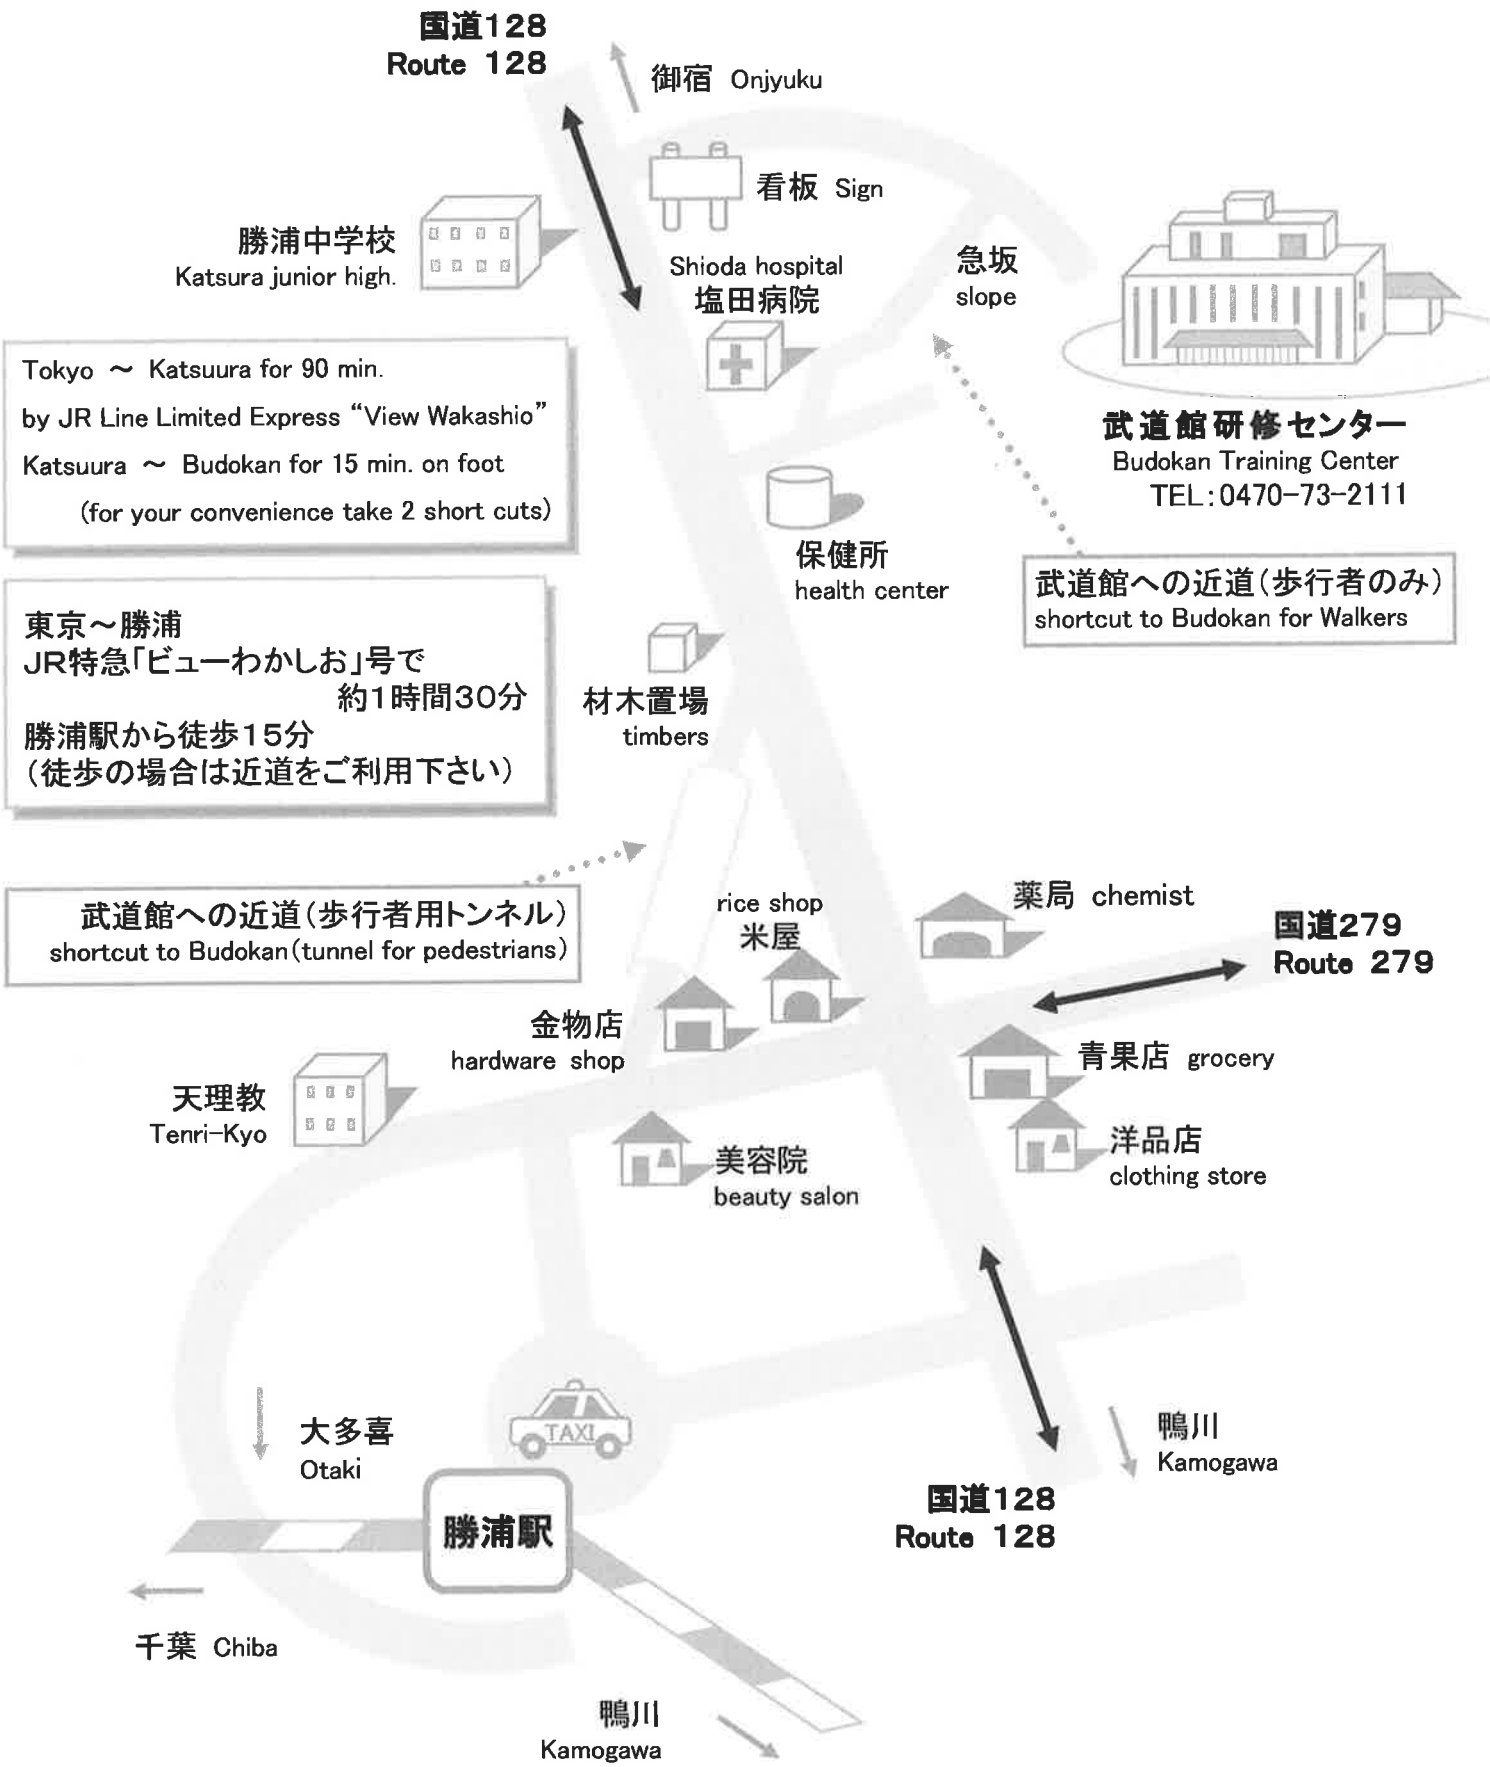 国道128
Route 128
御宿 Onjyuku
看板 Sign
勝浦中学校
Katsura junior high.
Shioda hospital
塩田病院
急坂
slope
Tokyo ～ Katsuura for 90 min.
by JR Line Limited Express “View Wakashio”
Katsuura ～ Budokan for 15 min. on foot
(for your convenience take 2 short cuts)
武道館研修センター
Budokan Training Center
TEL:0470-73-2111
保健所
health center
武道館への近道(歩行者のみ)
shortcut to Budokan for Walkers
東京～勝浦
JR特急「ビューわかしお」号で
約1時間30分
勝浦駅から徒歩15分
(徒歩の場合は近道をご利用下さい)
材木置場
timbers
武道館への近道(歩行者用トンネル)
shortcut to Budokan(tunnel for pedestrians)
rice shop
米屋
薬局 chemist
国道279
Route 279
金物店
hardware shop
青果店 grocery
天理教
Tenri-Kyo
美容院
beauty salon
洋品店
clothing store
大多喜
Otaki
TAXI
鴨川
Kamogawa
国道128
Route 128
勝浦駅
千葉 Chiba
鴨川
Kamogawa